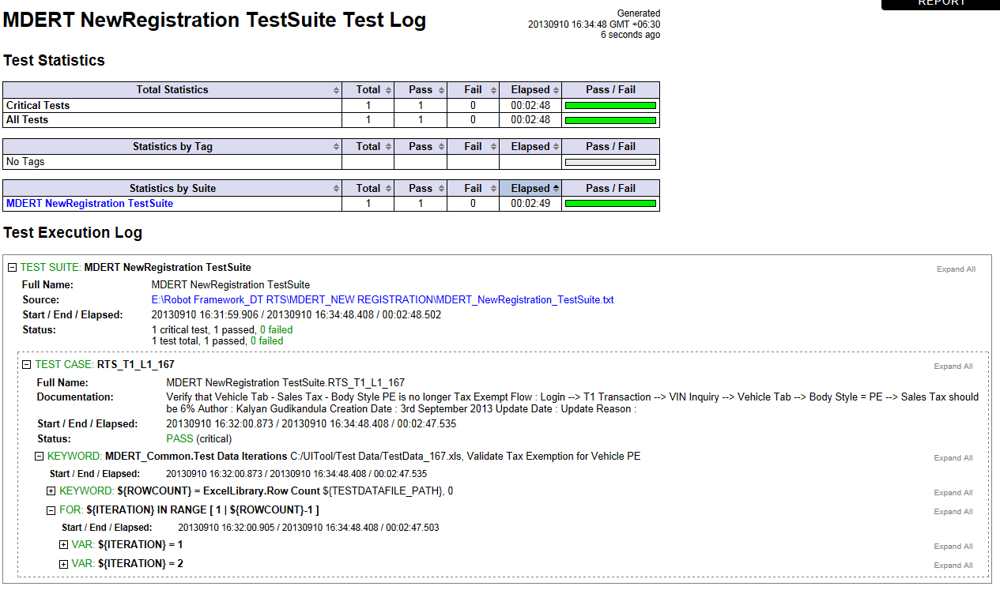 REPORT
MDERT NewRegistration TestSuite Test Log
Generated
20130910 16:34:48 GMT +06:30
6 seconds ago
Test Statistics
Total Statistics Total Pass Fail Elapsed Pass / Fail
Critical Tests 1 1 0 00:02:48
All Tests 1 1 0 00:02:48
Statistics by Tag Total Pass Fail Elapsed Pass / Fail
No Tags
Statistics by Suite Total Pass Fail Elapsed Pass / Fail
MDERT NewRegistration TestSuite 1 1 0 00:02:49
Test Execution Log
TEST SUITE: MDERT NewRegistration TestSuite Expand All
Full Name: MDERT NewRegistration TestSuite
Source: E:\Robot Framework_DT RTS\MDERT_NEW REGISTRATION\MDERT_NewRegistration_TestSuite.txt
Start / End / Elapsed: 20130910 16:31:59.906 / 20130910 16:34:48.408 / 00:02:48.502
Status: 1 critical test, 1 passed, 0 failed
1 test total, 1 passed, 0 failed
TEST CASE: RTS_T1_L1_167 Expand All
Full Name: MDERT NewRegistration TestSuite.RTS_T1_L1_167
Documentation: Verify that Vehicle Tab - Sales Tax - Body Style PE is no longer Tax Exempt Flow : Login --> T1 Transaction --> VIN Inquiry --> Vehicle Tab --> Body Style = PE --> Sales Tax should
be 6% Author : Kalyan Gudikandula Creation Date : 3rd September 2013 Update Date : Update Reason :
Start / End / Elapsed: 20130910 16:32:00.873 / 20130910 16:34:48.408 / 00:02:47.535
Status: PASS (critical)
KEYWORD: MDERT_Common.Test Data Iterations C:/UITool/Test Data/TestData_167.xls, Validate Tax Exemption for Vehicle PE Expand All
Start / End / Elapsed: 20130910 16:32:00.873 / 20130910 16:34:48.408 / 00:02:47.535
KEYWORD: ${ROWCOUNT} = ExcelLibrary.Row Count ${TESTDATAFILE_PATH}, 0 Expand All
FOR: ${ITERATION} IN RANGE [ 1 | ${ROWCOUNT}-1 ] Expand All
Start / End / Elapsed: 20130910 16:32:00.905 / 20130910 16:34:48.408 / 00:02:47.503
VAR: ${ITERATION} = 1 Expand All
VAR: ${ITERATION} = 2 Expand All